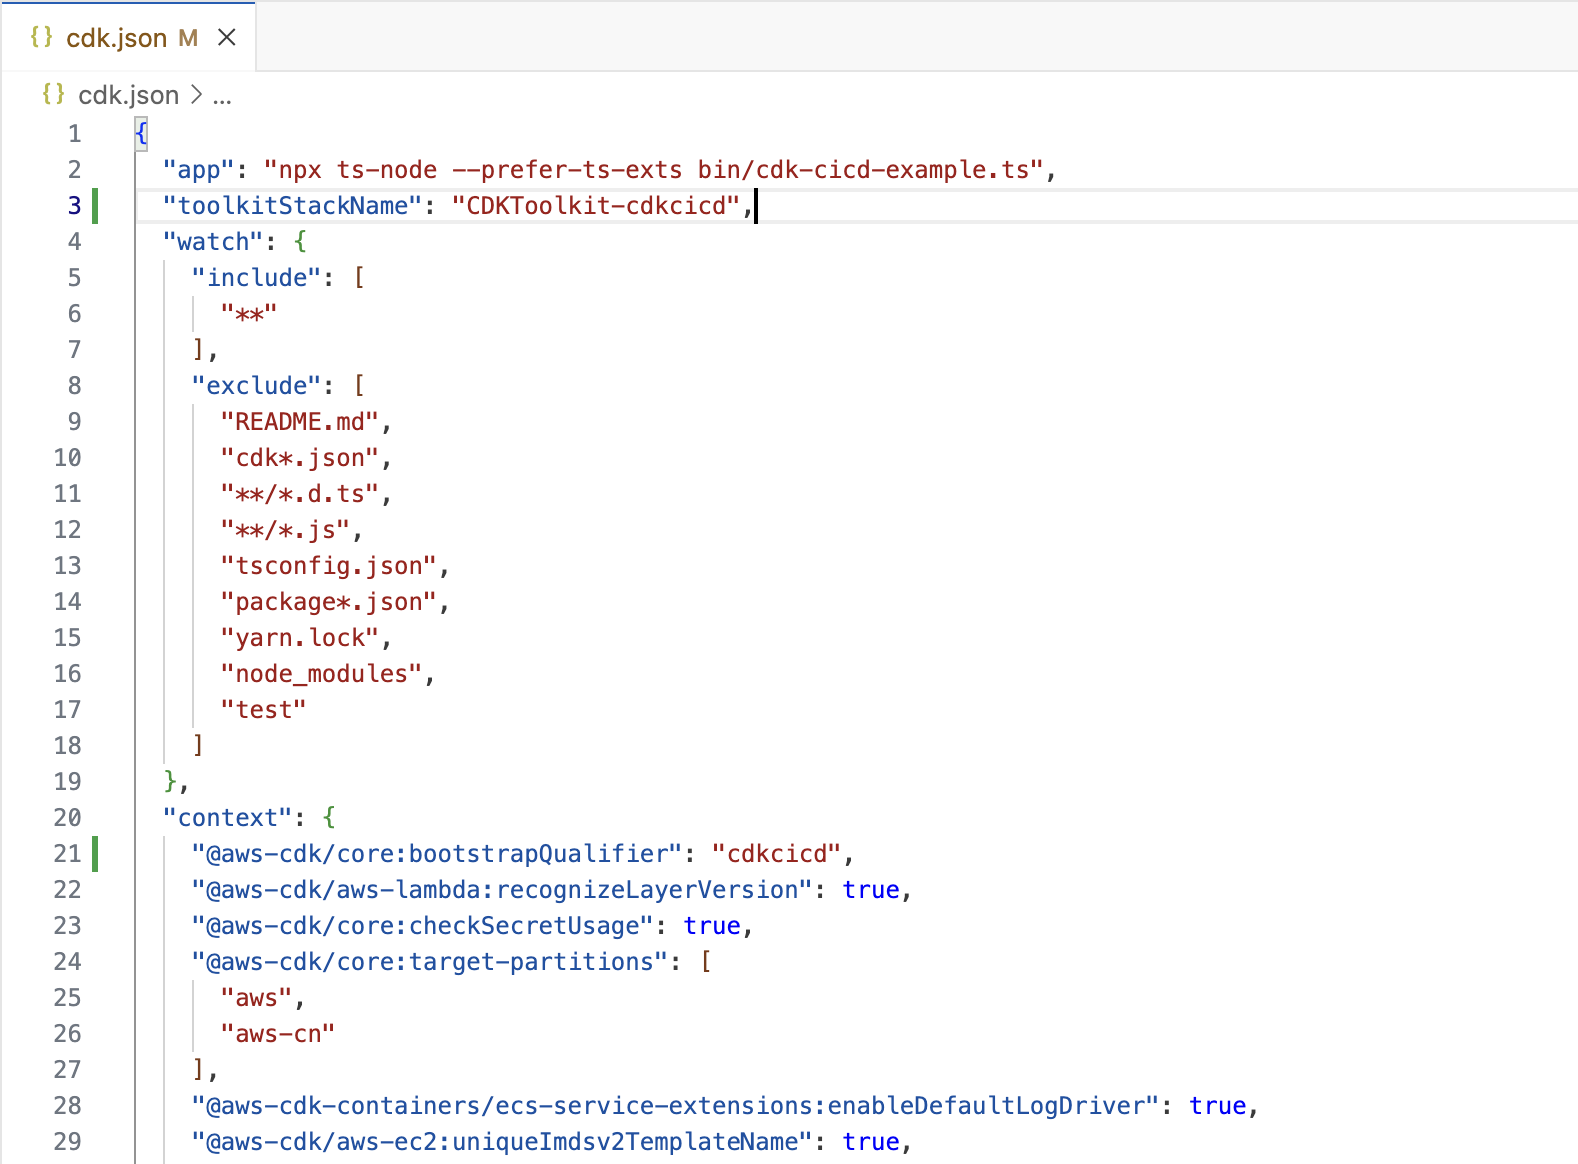 {} cdk.json M ×
{} cdk.json > ...
1 {
2 "app": "npx ts-node --prefer-ts-exts bin/cdk-cicd-example.ts",
3 "toolkitStackName": "CDKToolkit-cdkcicd",
4 "watch": {
5 "include": [
6 "**"
7 ],
8 "exclude": [
9 "README.md",
10 "cdk*.json",
11 "**/*.d.ts",
12 "**/*.js",
13 "tsconfig.json",
14 "package*.json",
15 "yarn.lock",
16 "node_modules",
17 "test"
18 ]
19 },
20 "context": {
21 "@aws-cdk/core:bootstrapQualifier": "cdkcicd",
22 "@aws-cdk/aws-lambda:recognizeLayerVersion": true,
23 "@aws-cdk/core:checkSecretUsage": true,
24 "@aws-cdk/core:target-partitions": [
25 "aws",
26 "aws-cn"
27 ],
28 "@aws-cdk-containers/ecs-service-extensions:enableDefaultLogDriver": true,
29 "@aws-cdk/aws-ec2:uniqueImdsv2TemplateName": true,